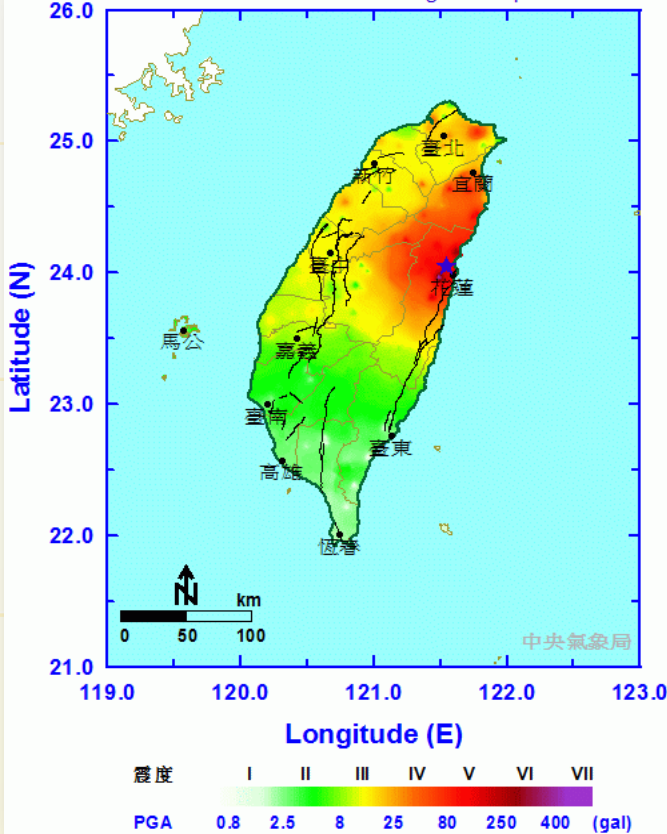 26.0
25.0
24.0
23.0
22.0
21.0
Latitude (N)
臺北
新竹
宜蘭
臺中
花蓮
馬公
嘉義
臺南
臺東
高雄
恆春
N
km
0 50 100
中央氣象局
119.0 120.0 121.0 122.0 123.0
Longitude (E)
震度 I II III IV V VI VII
PGA 0.8 2.5 8 25 80 250 400 (gal)